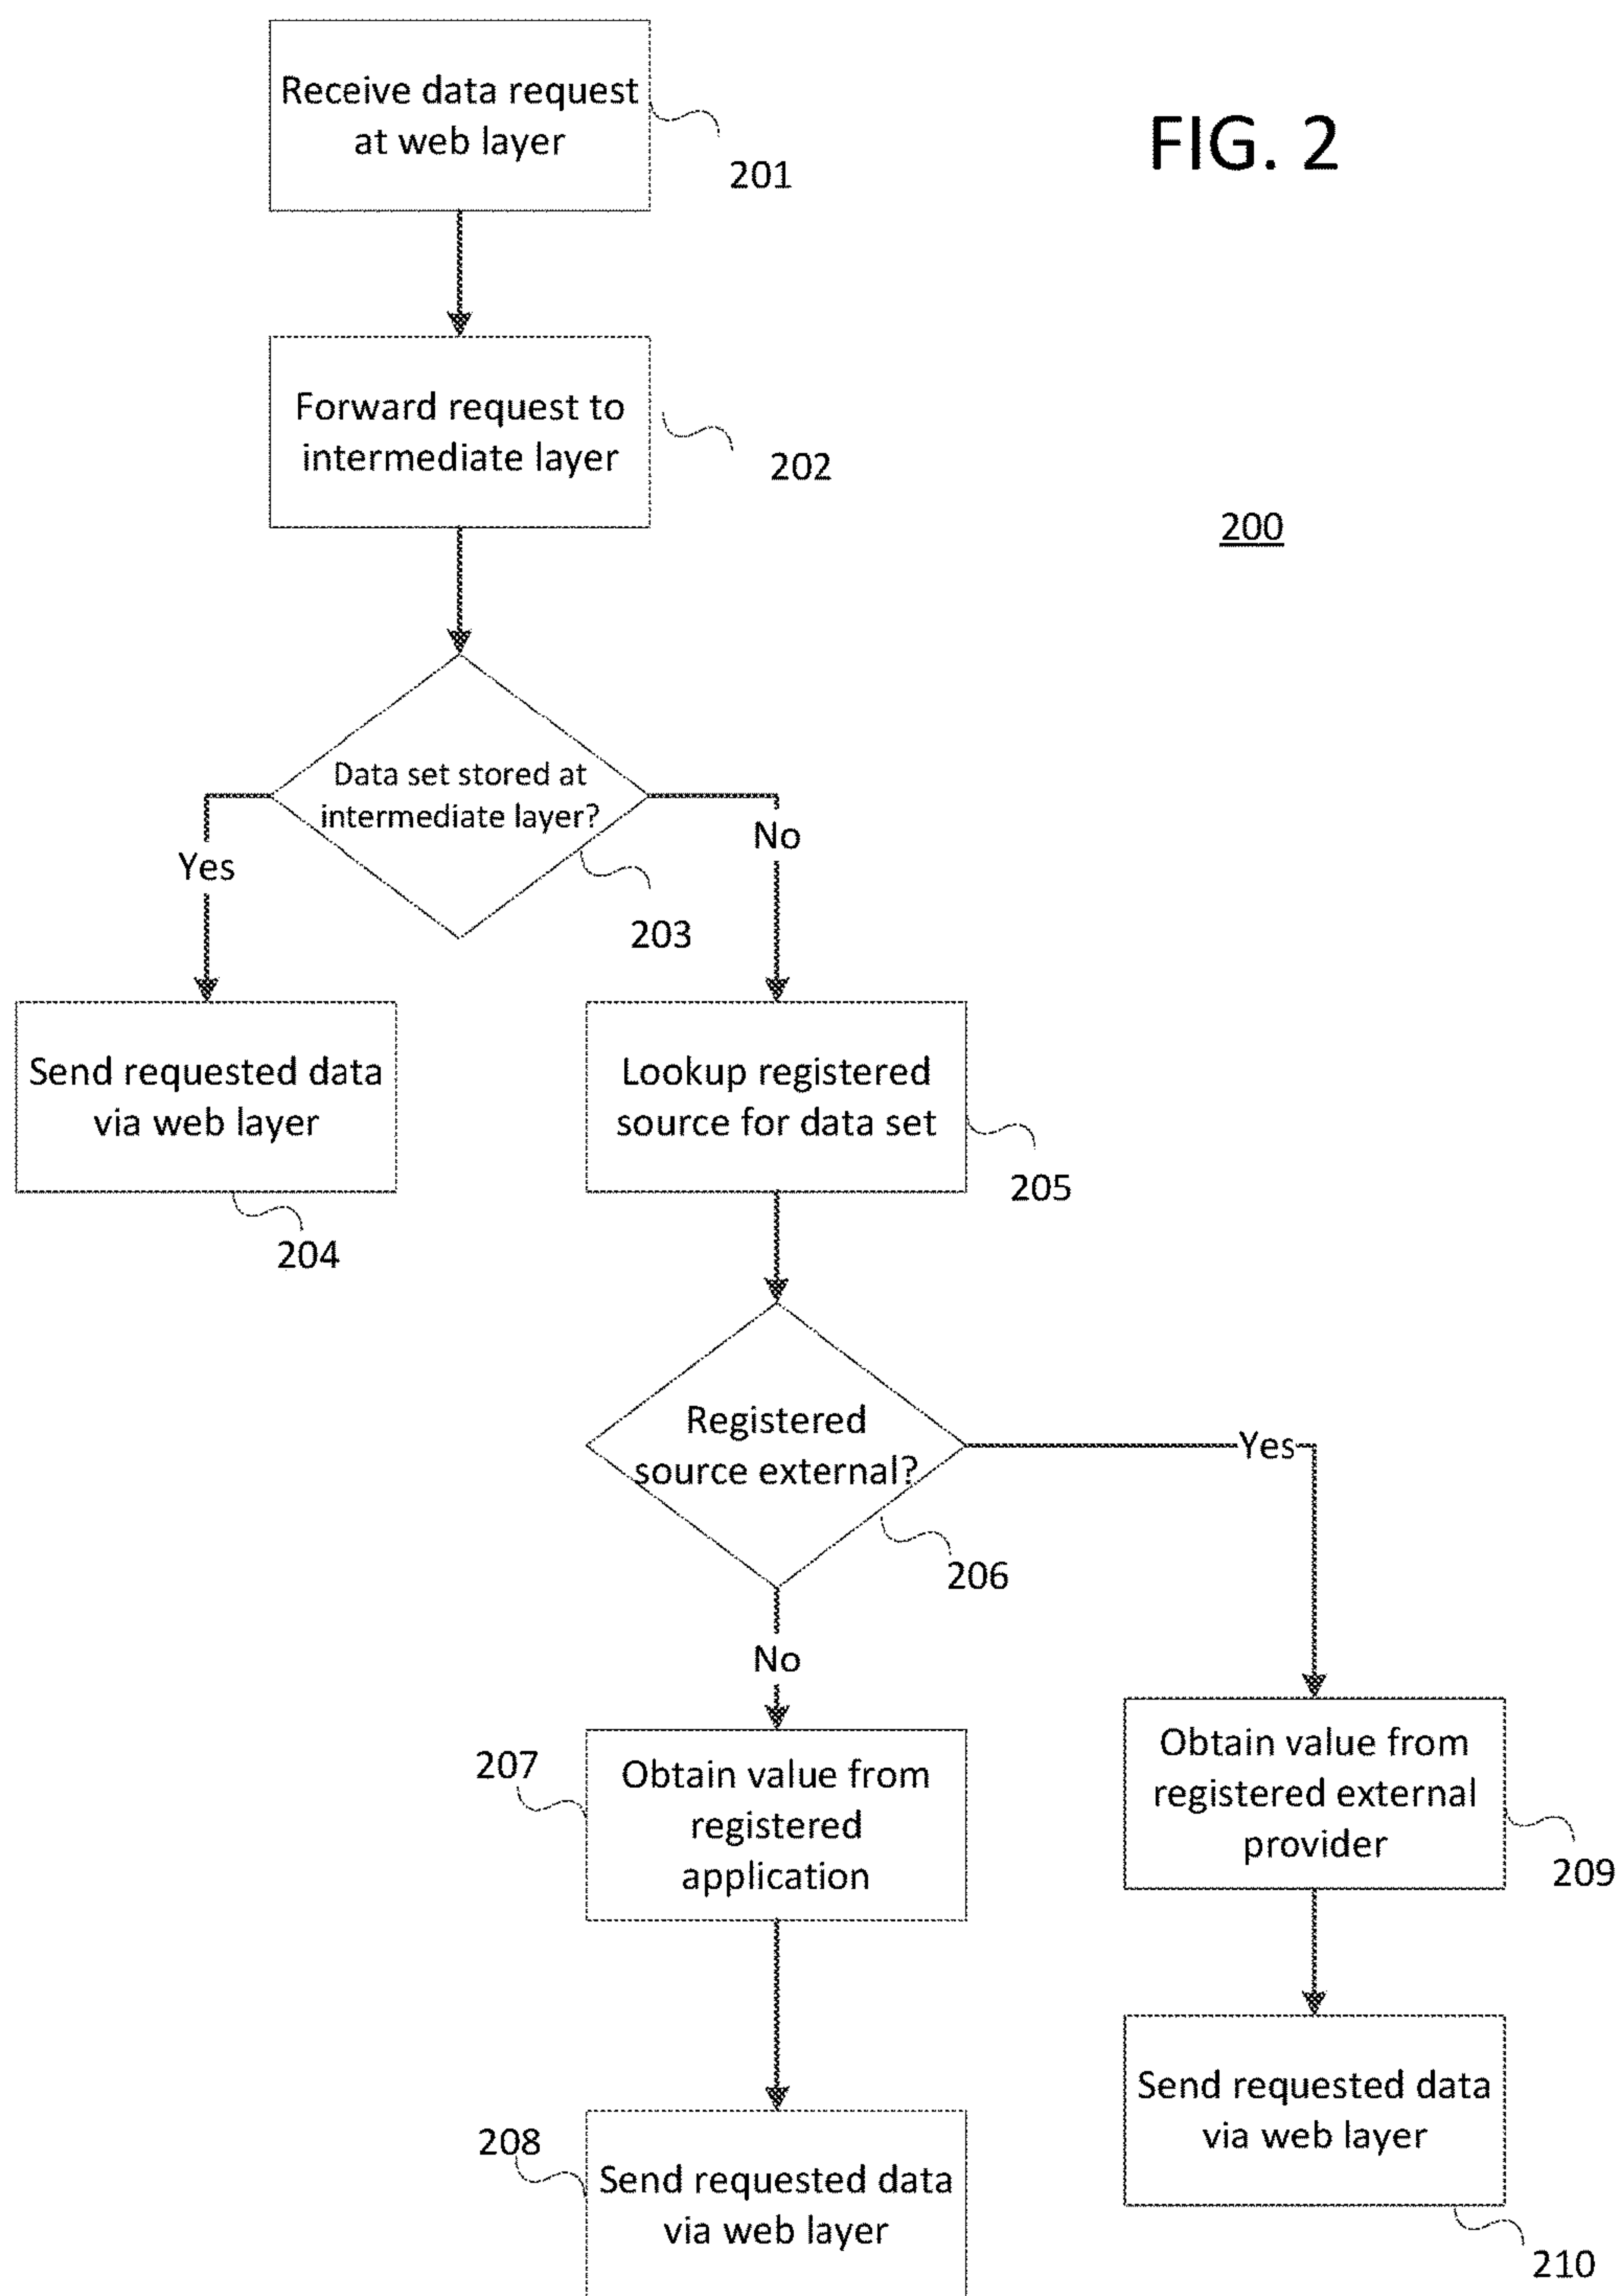 Receive data request
at web layer
201
FIG. 2
Forward request to
intermediate layer
202
200
Data set stored at
intermediate layer?
203
Yes
No
Send requested data
via web layer
204
Lookup registered
source for data set
205
Registered
source external?
206
Yes
No
207
Obtain value from
registered
application
Obtain value from
registered external
provider
209
208
Send requested data
via web layer
Send requested data
via web layer
210